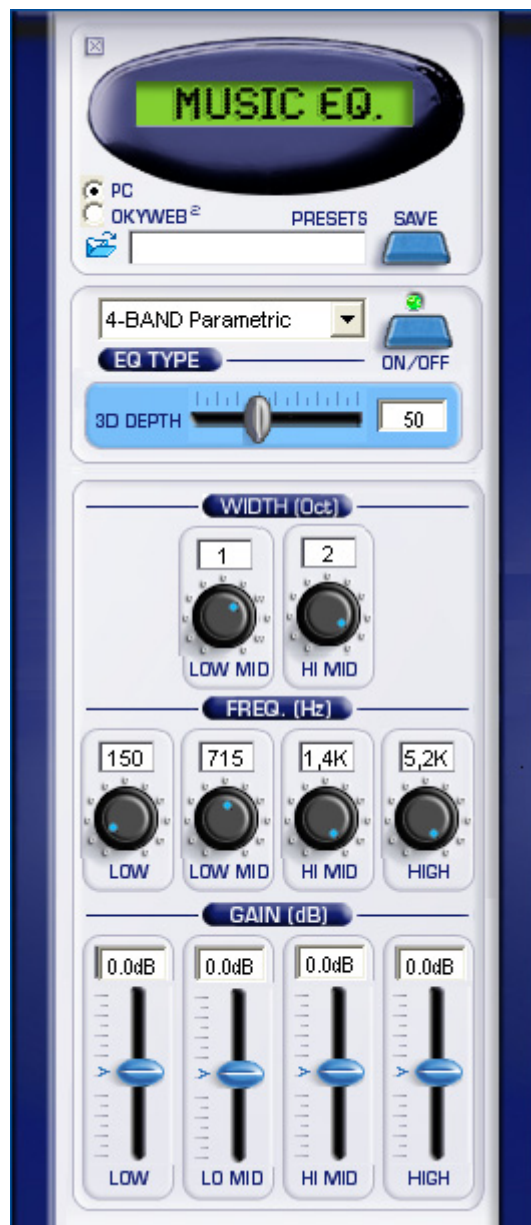 MUSIC EQ.
PC
OKYWEB²
PRESETS SAVE
4-BAND Parametric
EQ TYPE
ON/OFF
3D DEPTH 50
WIDTH (Oct)
1 2
LOW MID HI MID
FREQ. (Hz)
150 715 1,4K 5,2K
LOW LOW MID HI MID HIGH
GAIN (dB)
0.0dB 0.0dB 0.0dB 0.0dB
LOW LO MID HI MID HIGH